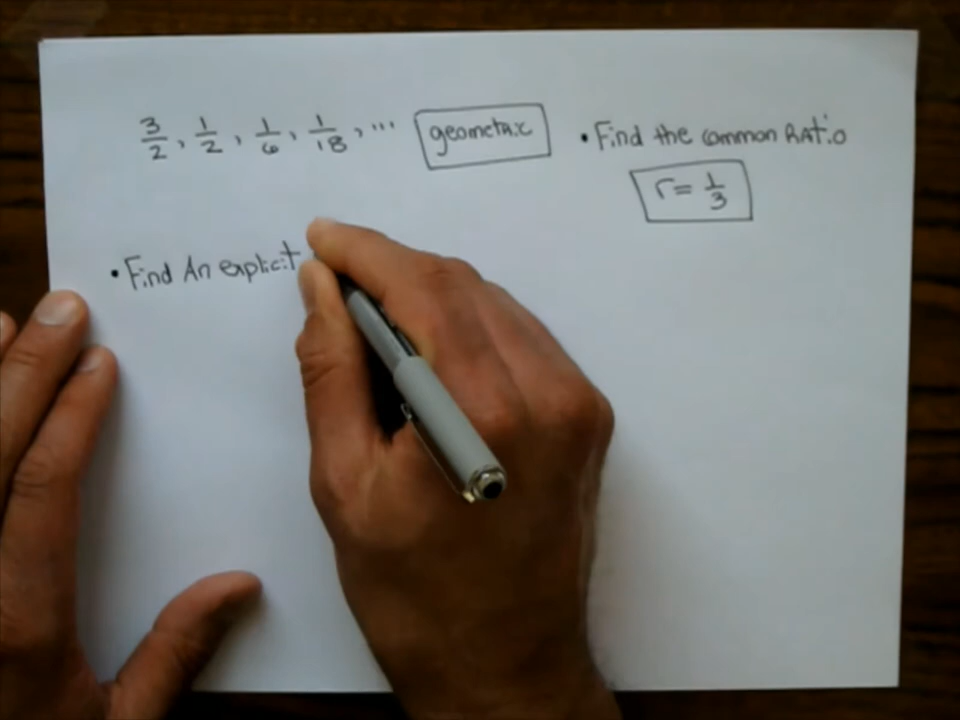 3/2, 1/2, 1/6, 1/18, ... geometric
• Find the common RAtio
r = 1/3
• Find An explicit